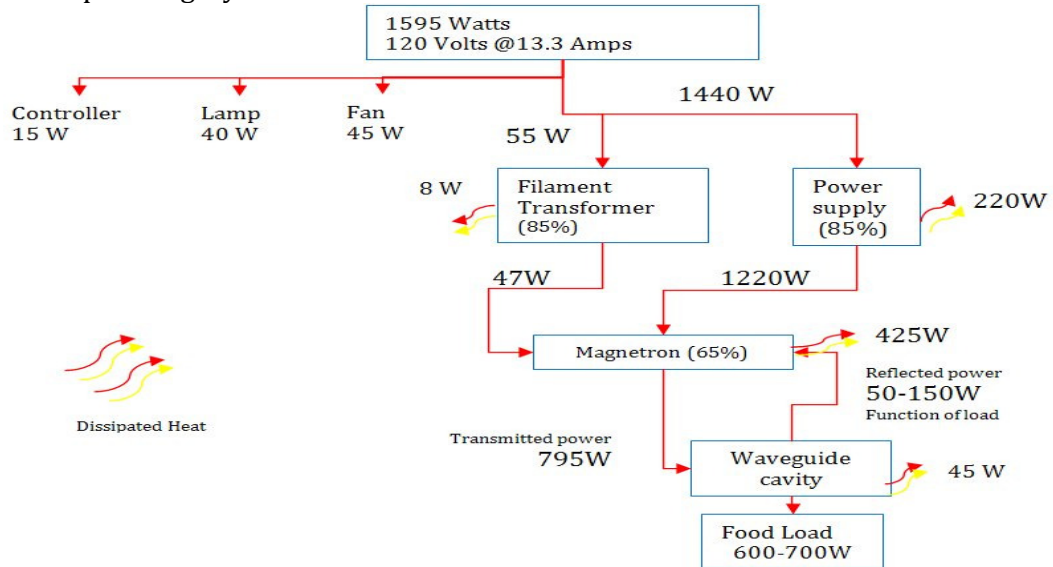 1595 Watts
120 Volts @13.3 Amps
1440 W
Controller
15 W
Lamp
40 W
Fan
45 W
55 W
8 W
Filament
Transformer
(85%)
Power
supply
(85%)
220W
47W
1220W
Magnetron (65%)
425W
Reflected power
50-150W
Function of load
Dissipated Heat
Transmitted power
795W
Waveguide
cavity
45 W
Food Load
600-700W